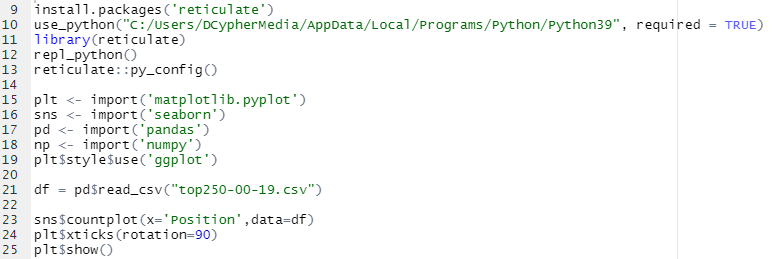 9 install.packages('reticulate')
10 use_python("C:/Users/DCypherMedia/AppData/Local/Programs/Python/Python39", required = TRUE)
11 library(reticulate)
12 repl_python()
13 reticulate::py_config()
14
15 plt <- import('matplotlib.pyplot')
16 sns <- import('seaborn')
17 pd <- import('pandas')
18 np <- import('numpy')
19 plt$style$use('ggplot')
20
21 df = pd$read_csv("top250-00-19.csv")
22
23 sns$countplot(x='Position',data=df)
24 plt$xticks(rotation=90)
25 plt$show()